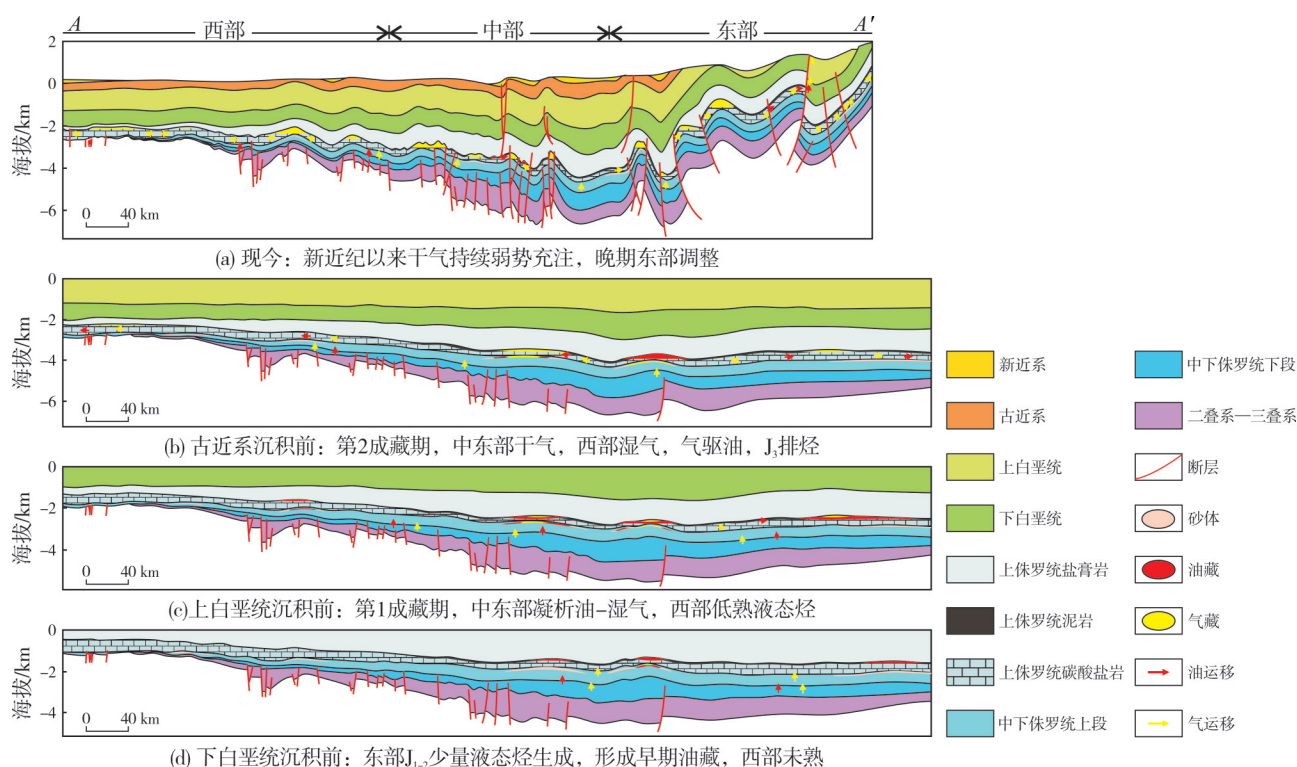 A
西部
中部
东部
A′
海拔/km
2
0
−2
−4
−6
0 40 km
(a) 现今：新近纪以来干气持续弱势充注，晚期东部调整
海拔/km
0
−2
−4
−6
0 40 km
(b) 古近系沉积前：第2成藏期，中东部干气，西部湿气，气驱油，J₃排烃
海拔/km
0
−2
−4
0 40 km
(c)上白垩统沉积前：第1成藏期，中东部凝析油-湿气，西部低熟液态烃
海拔/km
0
−2
−4
0 40 km
(d) 下白垩统沉积前：东部J₁₋₂少量液态烃生成，形成早期油藏，西部未熟
新近系
古近系
上白垩统
下白垩统
上侏罗统盐膏岩
上侏罗统泥岩
上侏罗统碳酸盐岩
中下侏罗统上段
中下侏罗统下段
二叠系—三叠系
断层
砂体
油藏
气藏
油运移
气运移